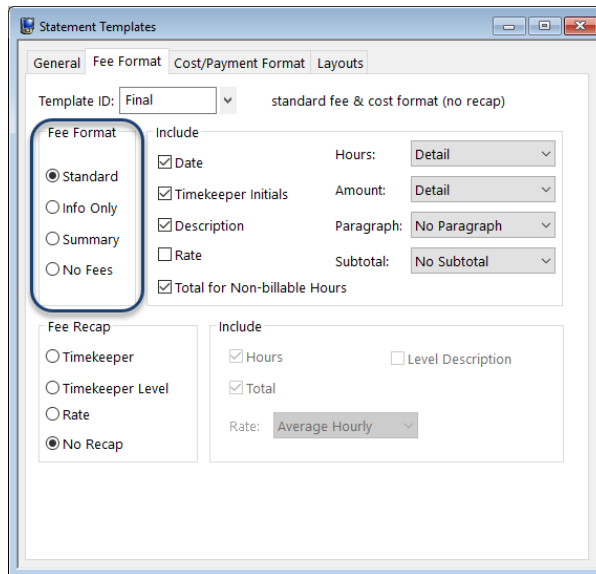 Statement Templates
General Fee Format Cost/Payment Format Layouts
Template ID: Final standard fee & cost format (no recap)
Fee Format
Standard
Info Only
Summary
No Fees
Include
Date
Timekeeper Initials
Description
Rate
Total for Non-billable Hours
Hours: Detail
Amount: Detail
Paragraph: No Paragraph
Subtotal: No Subtotal
Fee Recap
Timekeeper
Timekeeper Level
Rate
No Recap
Include
Hours
Level Description
Total
Rate: Average Hourly